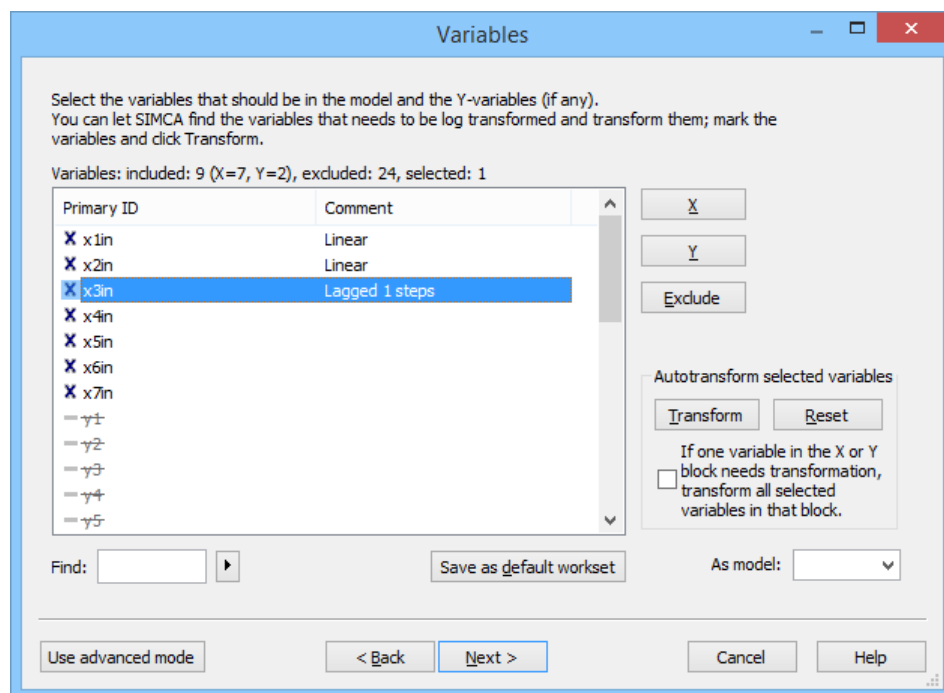 Variables
Select the variables that should be in the model and the Y-variables (if any).
You can let SIMCA find the variables that needs to be log transformed and transform them; mark the
variables and click Transform.
Variables: included: 9 (X=7, Y=2), excluded: 24, selected: 1
Primary ID Comment
X x1in Linear
X x2in Linear
X x3in Lagged 1 steps
X x4in
X x5in
X x6in
X x7in
y1
y2
y3
y4
y5
X
Y
Exclude
Autotransform selected variables
Transform Reset
If one variable in the X or Y
block needs transformation,
transform all selected
variables in that block.
Find: Save as default workset As model:
Use advanced mode < Back Next > Cancel Help